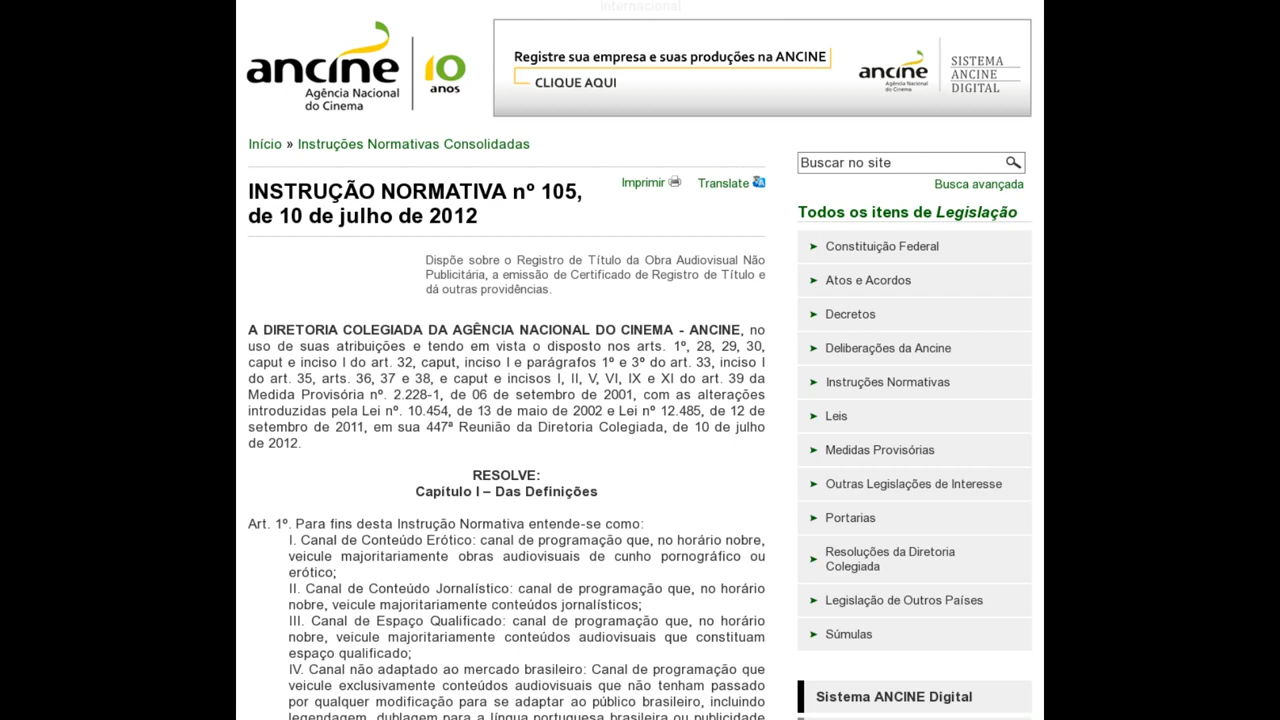 Internacional
ancine
Agência Nacional
do Cinema
10
anos
Registre sua empresa e suas produções na ANCINE
CLIQUE AQUI
ancine
Agência Nacional
do Cinema
SISTEMA
ANCINE
DIGITAL
Início » Instruções Normativas Consolidadas
Imprimir
Translate
INSTRUÇÃO NORMATIVA nº 105,
de 10 de julho de 2012
Dispõe sobre o Registro de Título da Obra Audiovisual Não
Publicitária, a emissão de Certificado de Registro de Título e
dá outras providências.
A DIRETORIA COLEGIADA DA AGÊNCIA NACIONAL DO CINEMA - ANCINE, no
uso de suas atribuições e tendo em vista o disposto nos arts. 1º, 28, 29, 30,
caput e inciso I do art. 32, caput, inciso I e parágrafos 1º e 3º do art. 33, inciso I
do art. 35, arts. 36, 37 e 38, e caput e incisos I, II, V, VI, IX e XI do art. 39 da
Medida Provisória nº. 2.228-1, de 06 de setembro de 2001, com as alterações
introduzidas pela Lei nº. 10.454, de 13 de maio de 2002 e Lei nº 12.485, de 12 de
setembro de 2011, em sua 447ª Reunião da Diretoria Colegiada, de 10 de julho
de 2012.
RESOLVE:
Capítulo I – Das Definições
Art. 1º. Para fins desta Instrução Normativa entende-se como:
I. Canal de Conteúdo Erótico: canal de programação que, no horário nobre,
veicule majoritariamente obras audiovisuais de cunho pornográfico ou
erótico;
II. Canal de Conteúdo Jornalístico: canal de programação que, no horário
nobre, veicule majoritariamente conteúdos jornalísticos;
III. Canal de Espaço Qualificado: canal de programação que, no horário
nobre, veicule majoritariamente conteúdos audiovisuais que constituam
espaço qualificado;
IV. Canal não adaptado ao mercado brasileiro: Canal de programação que
veicule exclusivamente conteúdos audiovisuais que não tenham passado
por qualquer modificação para se adaptar ao público brasileiro, incluindo
legendagem, dublagem para a língua portuguesa brasileira ou publicidade
Buscar no site
Busca avançada
Todos os itens de Legislação
Constituição Federal
Atos e Acordos
Decretos
Deliberações da Ancine
Instruções Normativas
Leis
Medidas Provisórias
Outras Legislações de Interesse
Portarias
Resoluções da Diretoria
Colegiada
Legislação de Outros Países
Súmulas
Sistema ANCINE Digital